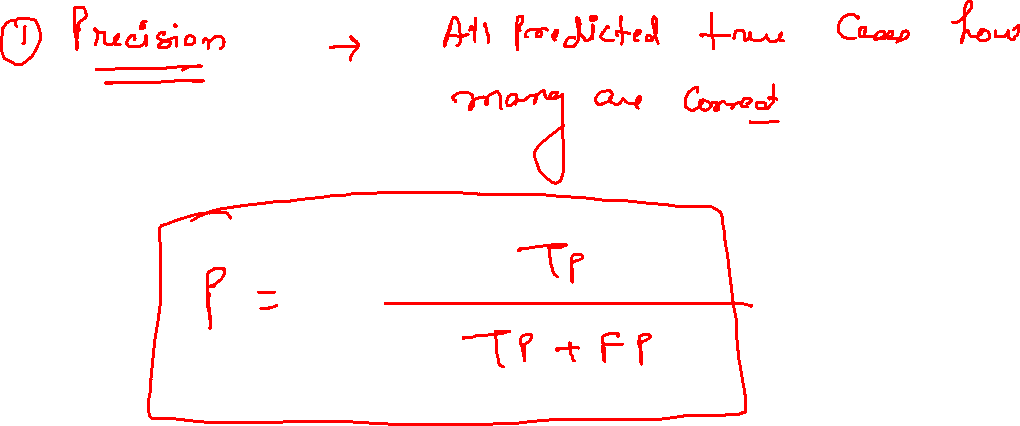 ① Precision → All Predicted true Cases how
many are Correct
P = TP
TP + FP